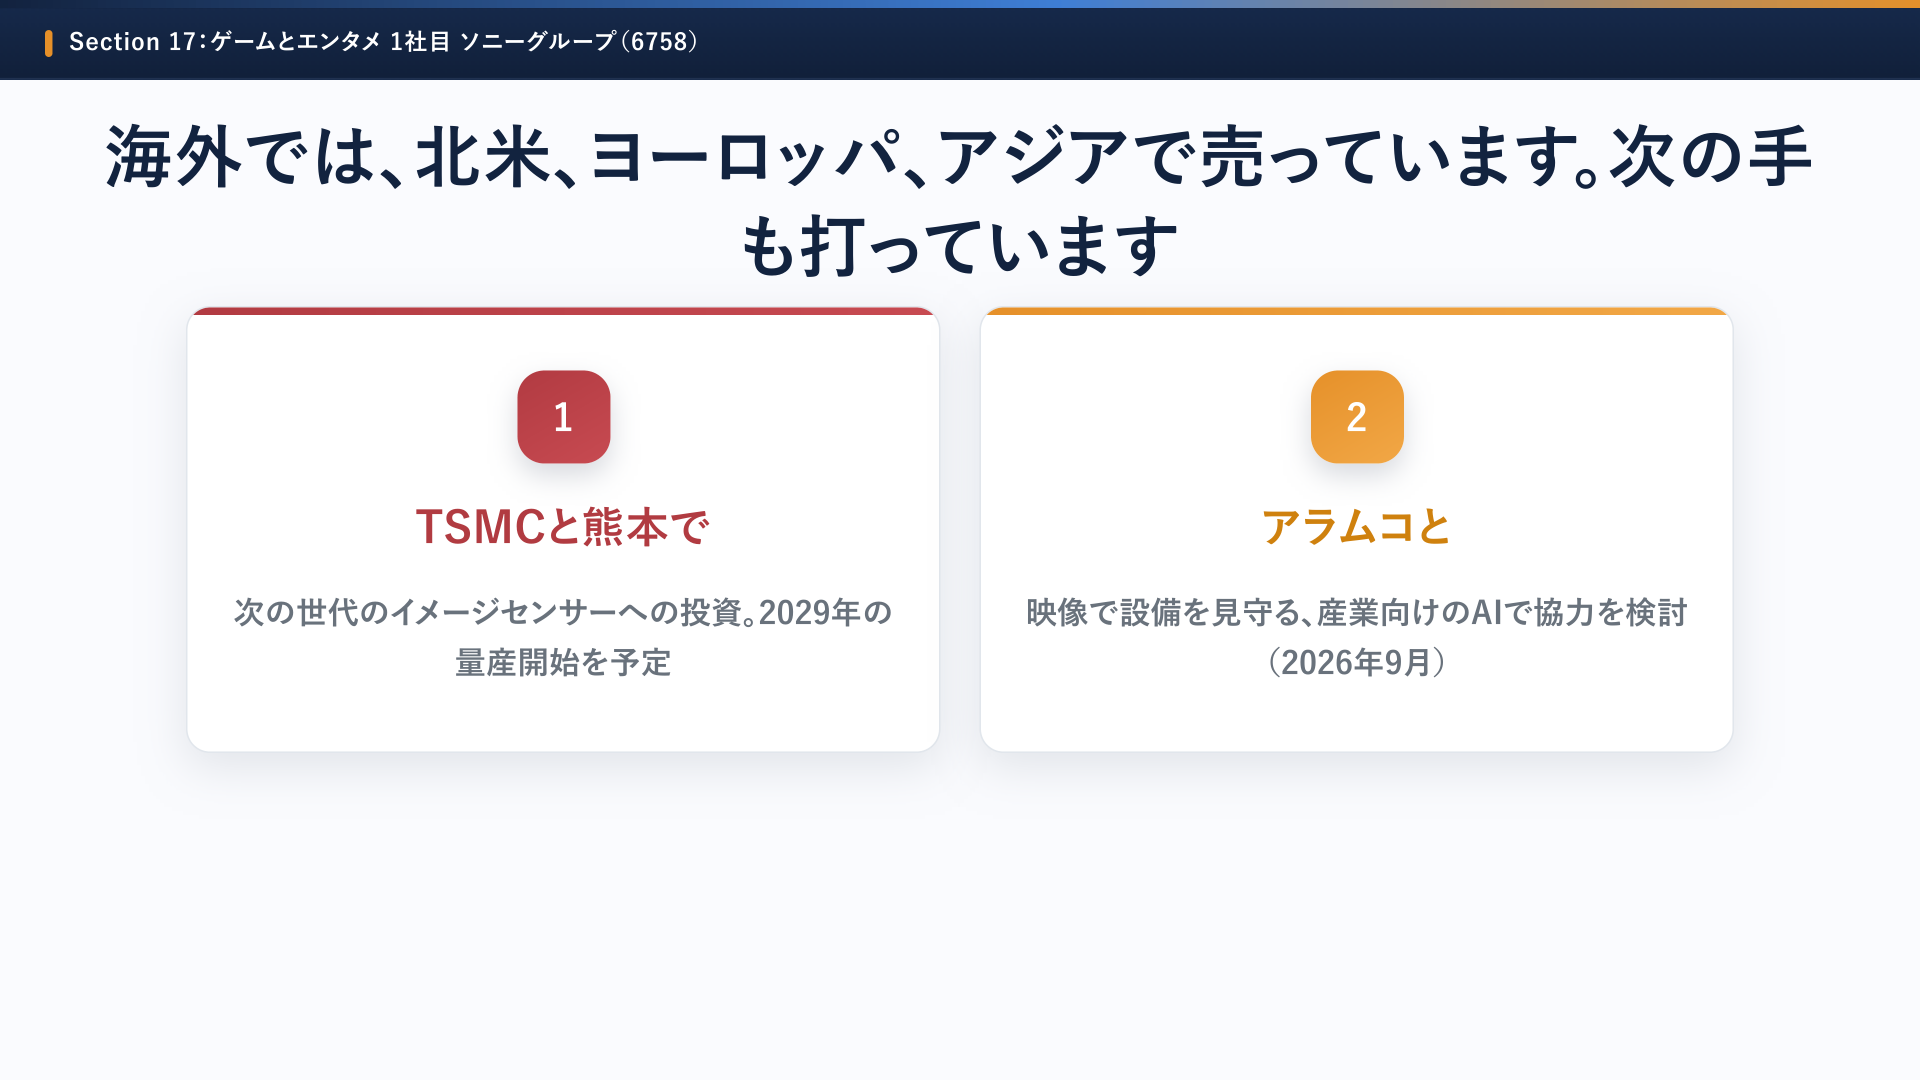 Section 17：ゲームとエンタメ 1社目 ソニーグループ（6758）
海外では、北米、ヨーロッパ、アジアで売っています。次の手
も打っています
1
TSMCと熊本で
次の世代のイメージセンサーへの投資。2029年の
量産開始を予定
2
アラムコと
映像で設備を見守る、産業向けのAIで協力を検討
（2026年9月）